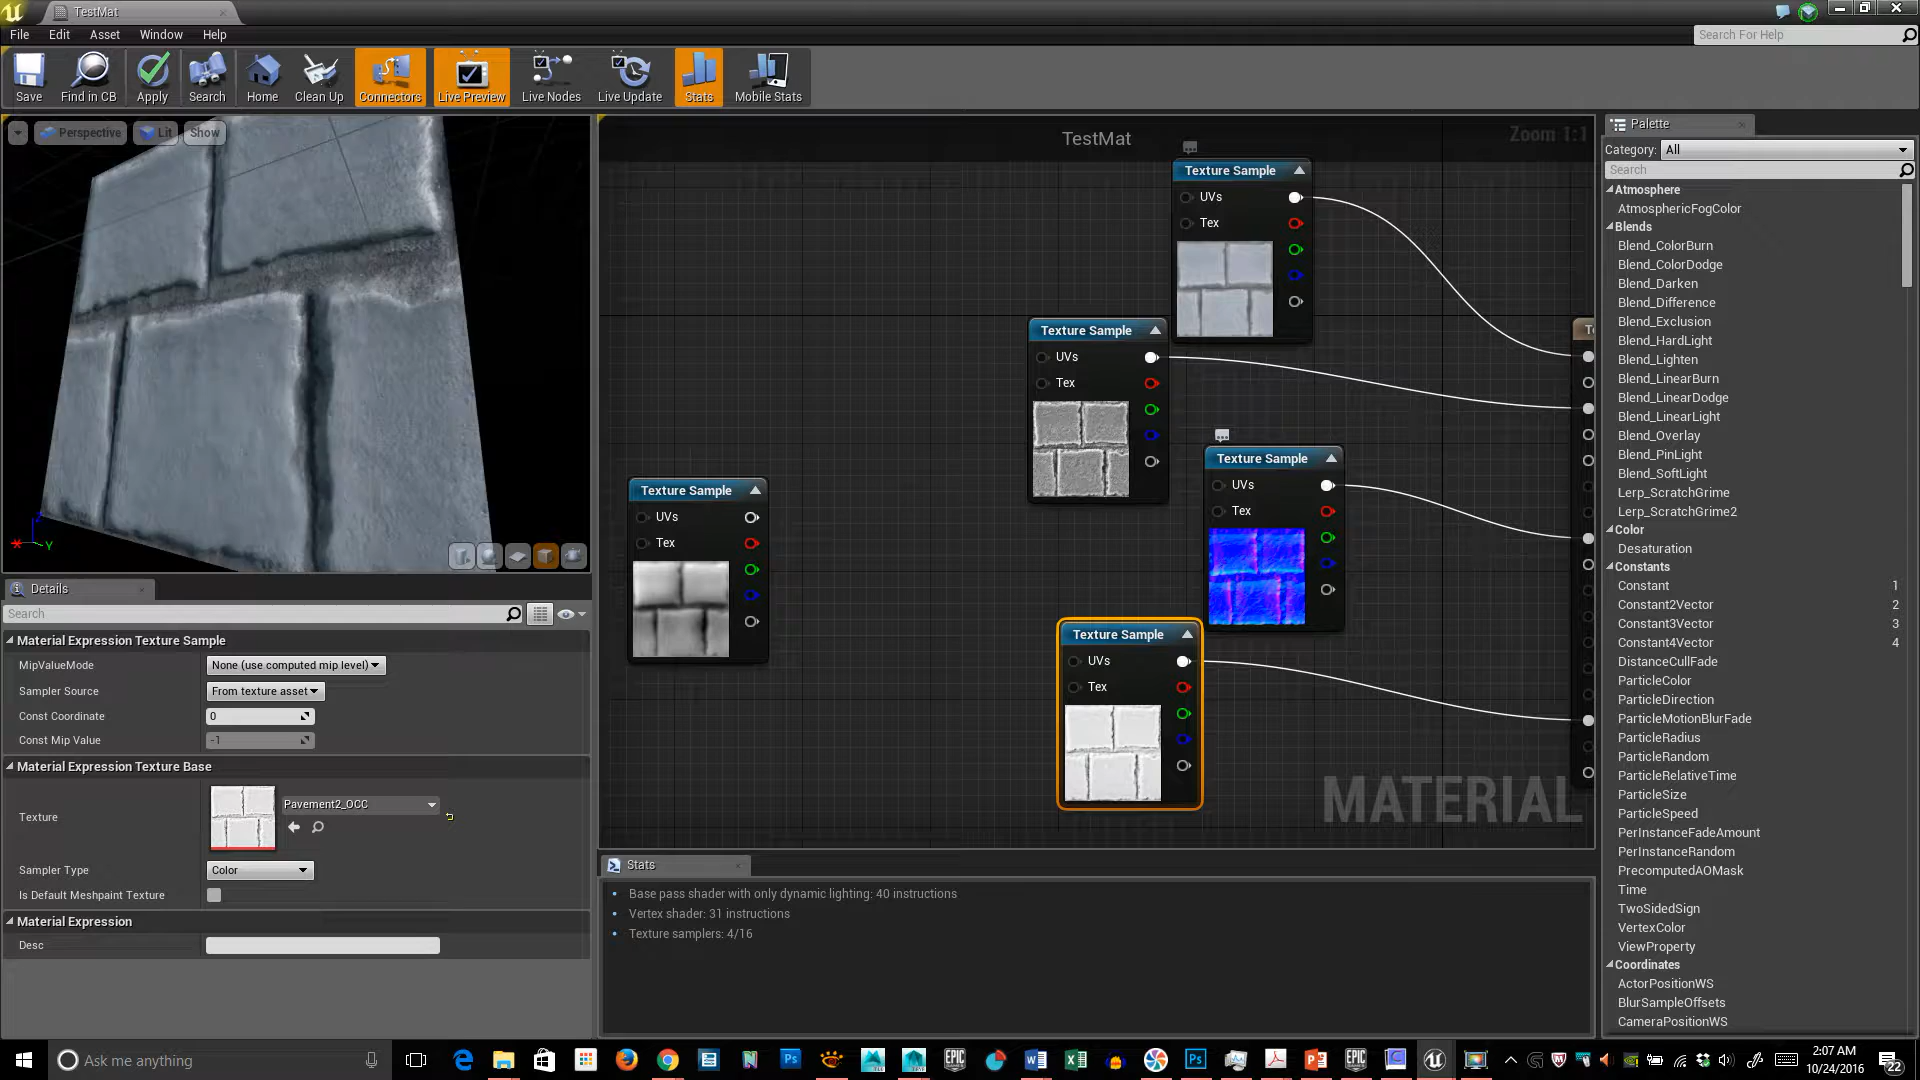 TestMat
File
Edit
Asset
Window
Help
Search For Help
Save
Find in CB
Apply
Search
Home
Clean Up
Connectors
Live Preview
Live Nodes
Live Update
Stats
Mobile Stats
Perspective
Lit
Show
Y
TestMat
Zoom 1:1
Texture Sample
UVs
Tex
Texture Sample
UVs
Tex
Texture Sample
UVs
Tex
Texture Sample
UVs
Tex
Texture Sample
UVs
Tex
MATERIAL
Details
Search
Material Expression Texture Sample
MipValueMode
None (use computed mip level)
Sampler Source
From texture asset
Const Coordinate
0
Const Mip Value
-1
Material Expression Texture Base
Texture
Pavement2_OCC
Sampler Type
Color
Is Default Meshpaint Texture
Material Expression
Desc
Stats
Base pass shader with only dynamic lighting: 40 instructions
Vertex shader: 31 instructions
Texture samplers: 4/16
Palette
Category: All
Search
Atmosphere
AtmosphericFogColor
Blends
Blend_ColorBurn
Blend_ColorDodge
Blend_Darken
Blend_Difference
Blend_Exclusion
Blend_HardLight
Blend_Lighten
Blend_LinearBurn
Blend_LinearDodge
Blend_LinearLight
Blend_Overlay
Blend_PinLight
Blend_SoftLight
Lerp_ScratchGrime
Lerp_ScratchGrime2
Color
Desaturation
Constants
Constant 1
Constant2Vector 2
Constant3Vector 3
Constant4Vector 4
DistanceCullFade
ParticleColor
ParticleDirection
ParticleMotionBlurFade
ParticleRadius
ParticleRandom
ParticleRelativeTime
ParticleSize
ParticleSpeed
PerInstanceFadeAmount
PerInstanceRandom
PrecomputedAOMask
Time
TwoSidedSign
VertexColor
ViewProperty
Coordinates
ActorPositionWS
BlurSampleOffsets
CameraPositionWS
Ask me anything
2:07 AM
10/24/2016
22